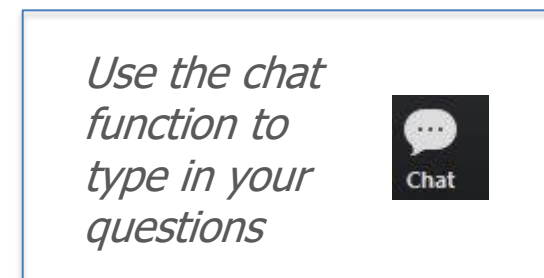 Use the chat
function to
type in your
questions
Chat